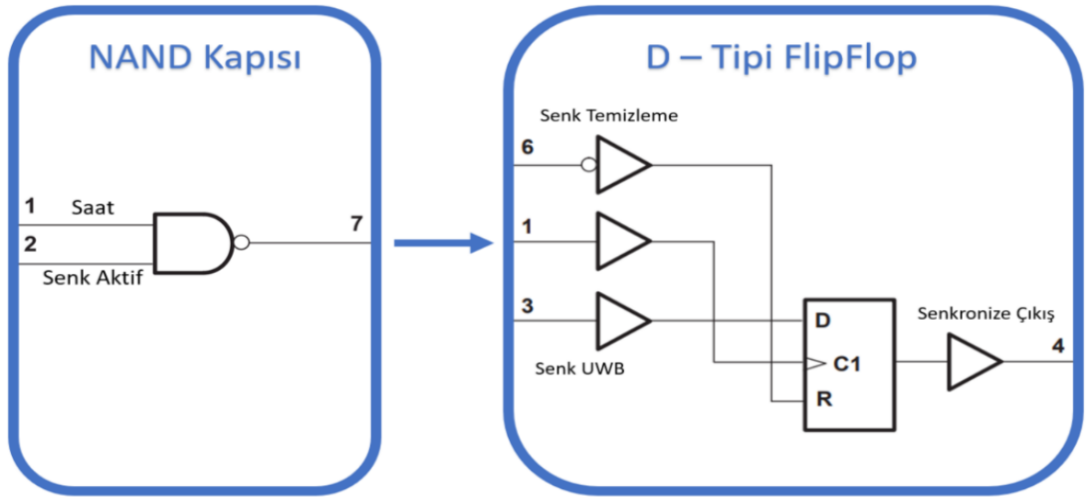 NAND Kapısı
1 Saat
2
Senk Aktif
7
D – Tipi FlipFlop
Senk Temizleme
6
1
3
Senk UWB
D
C1
R
Senkronize Çıkış
4